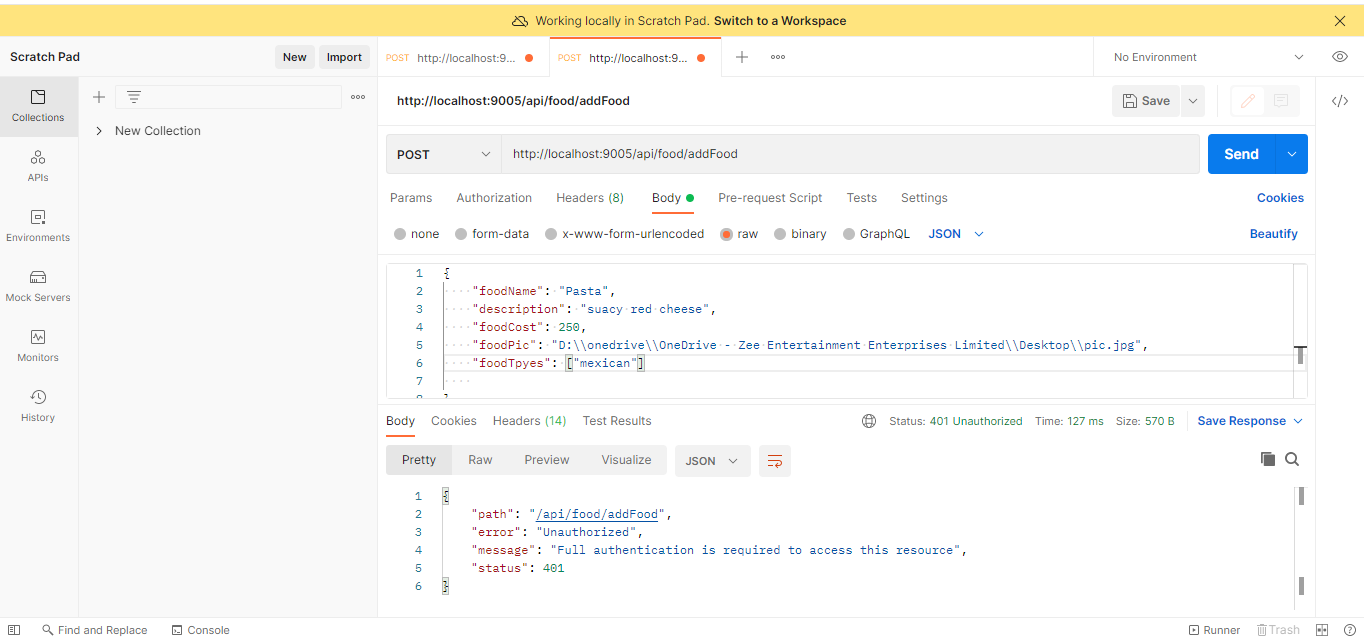 Working locally in Scratch Pad. Switch to a Workspace
Scratch Pad
New
Import
POST http://localhost:9...
POST http://localhost:9...
No Environment
Collections
New Collection
APIs
Environments
Mock Servers
Monitors
History
http://localhost:9005/api/food/addFood
Save
POST
http://localhost:9005/api/food/addFood
Send
Params Authorization Headers (8) Body Pre-request Script Tests Settings Cookies
none form-data x-www-form-urlencoded raw binary GraphQL JSON Beautify
1 {
2 "foodName": "Pasta",
3 "description": "suacy red cheese",
4 "foodCost": 250,
5 "foodPic": "D:\\onedrive\\OneDrive - Zee Entertainment Enterprises Limited\\Desktop\\pic.jpg",
6 "foodTpyes": ["mexican"]
7
8 }
Body Cookies Headers (14) Test Results Status: 401 Unauthorized Time: 127 ms Size: 570 B Save Response
Pretty Raw Preview Visualize JSON
1 {
2 "path": "/api/food/addFood",
3 "error": "Unauthorized",
4 "message": "Full authentication is required to access this resource",
5 "status": 401
6 }
Find and Replace Console Runner Trash